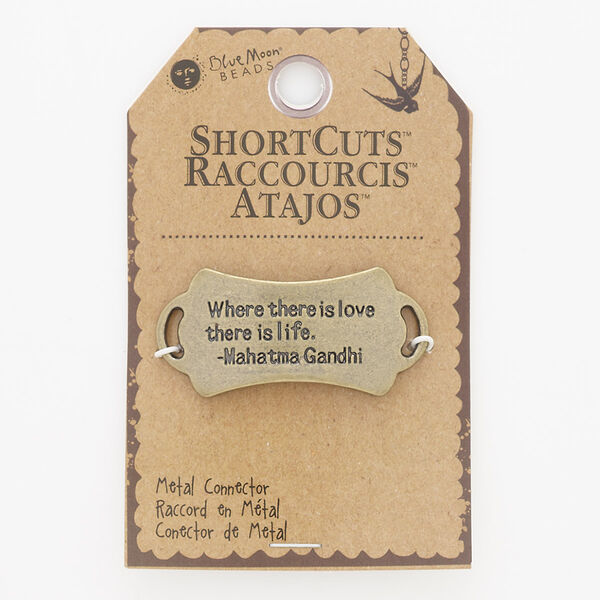 Blue Moon®
BEADS
SHORTCUTS™
RACCOURCIS™
ATAJOS™
Where there is love
there is life.
-Mahatma Gandhi
Metal Connector
Raccord en Métal
Conector de Metal